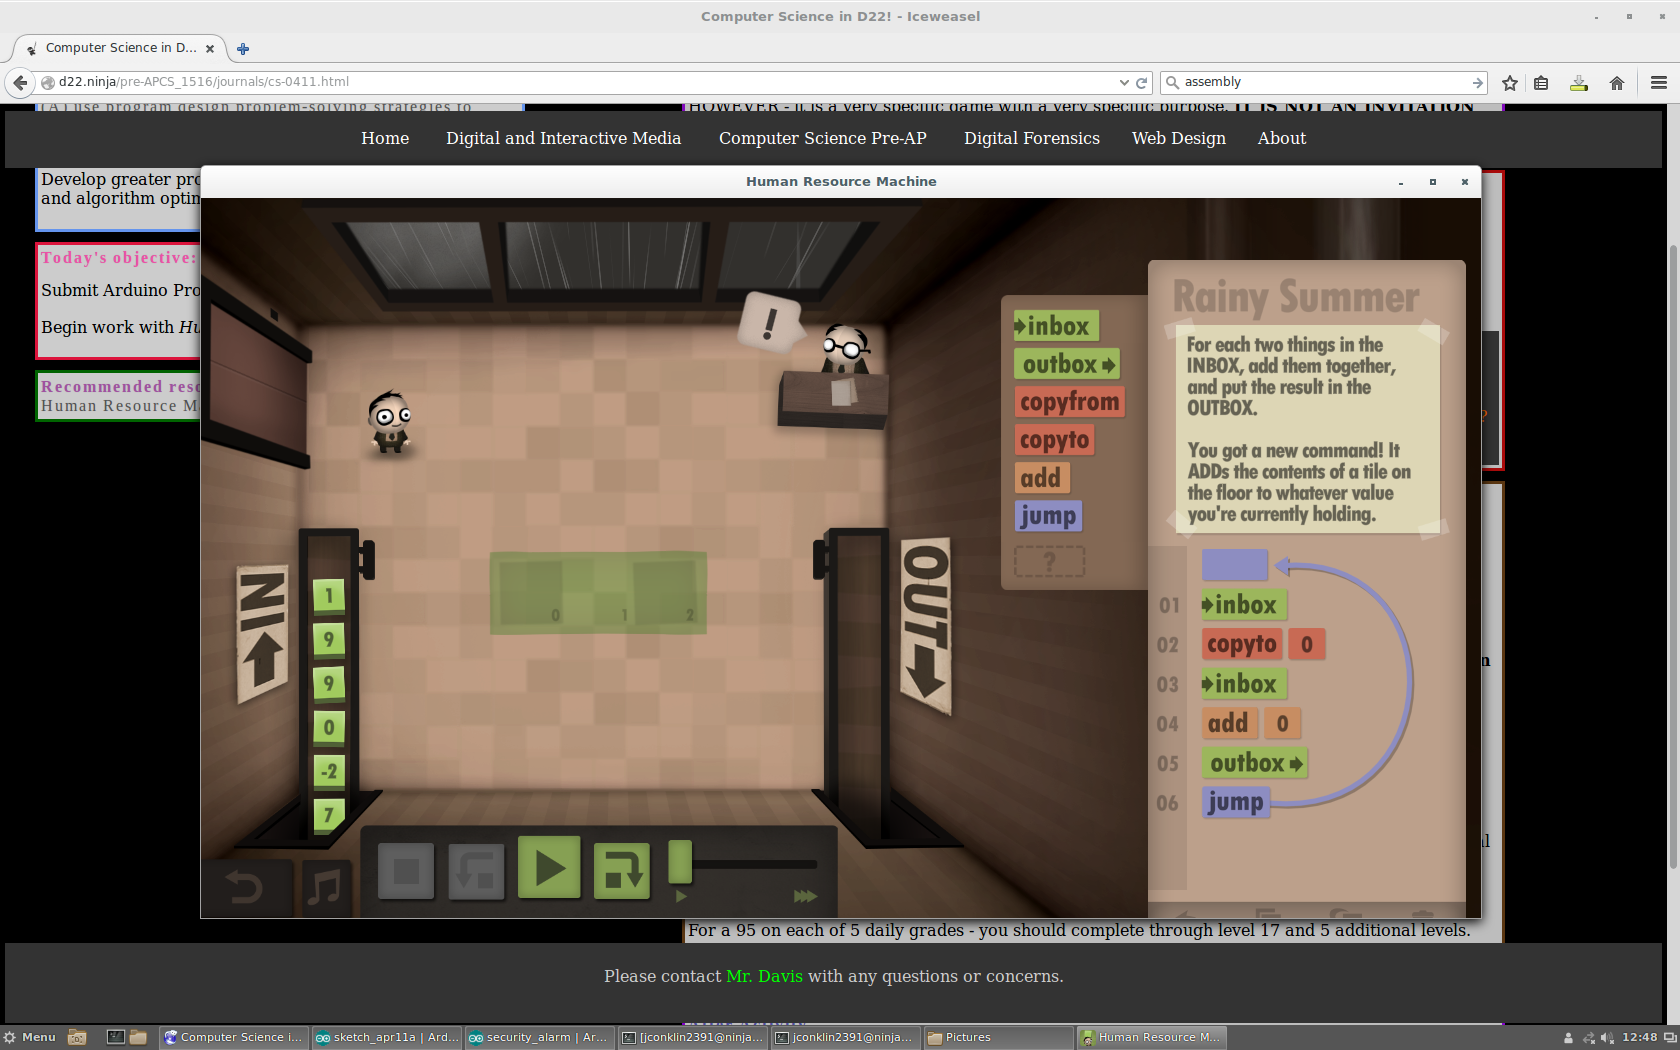 Computer Science in D22! - Iceweasel
Computer Science in D...
d22.ninja/pre-APCS_1516/journals/cs-0411.html
assembly
(A) use program design problem-solving strategies to
HOWEVER - it is a very specific game with a very specific purpose. IT IS NOT AN INVITATION
Home
Digital and Interactive Media
Computer Science Pre-AP
Digital Forensics
Web Design
About
Develop greater pro
and algorithm optim
Today's objective:
Submit Arduino Pro
Begin work with Hu
Recommended reso
Human Resource M
Human Resource Machine
!
inbox
outbox
copyfrom
copyto
add
jump
?
Rainy Summer
For each two things in the
INBOX, add them together,
and put the result in the
OUTBOX.
You got a new command! It
ADDs the contents of a tile on
the floor to whatever value
you're currently holding.
01 inbox
02 copyto 0
03 inbox
04 add 0
05 outbox
06 jump
IN
1
9
9
0
-2
7
0
1
2
OUT
?
n
al
For a 95 on each of 5 daily grades - you should complete through level 17 and 5 additional levels.
Please contact Mr. Davis with any questions or concerns.
Menu
Computer Science i...
sketch_apr11a | Ard...
security_alarm | Ar...
[jconklin2391@ninja...
jconklin2391@ninja...
Pictures
Human Resource M...
12:48